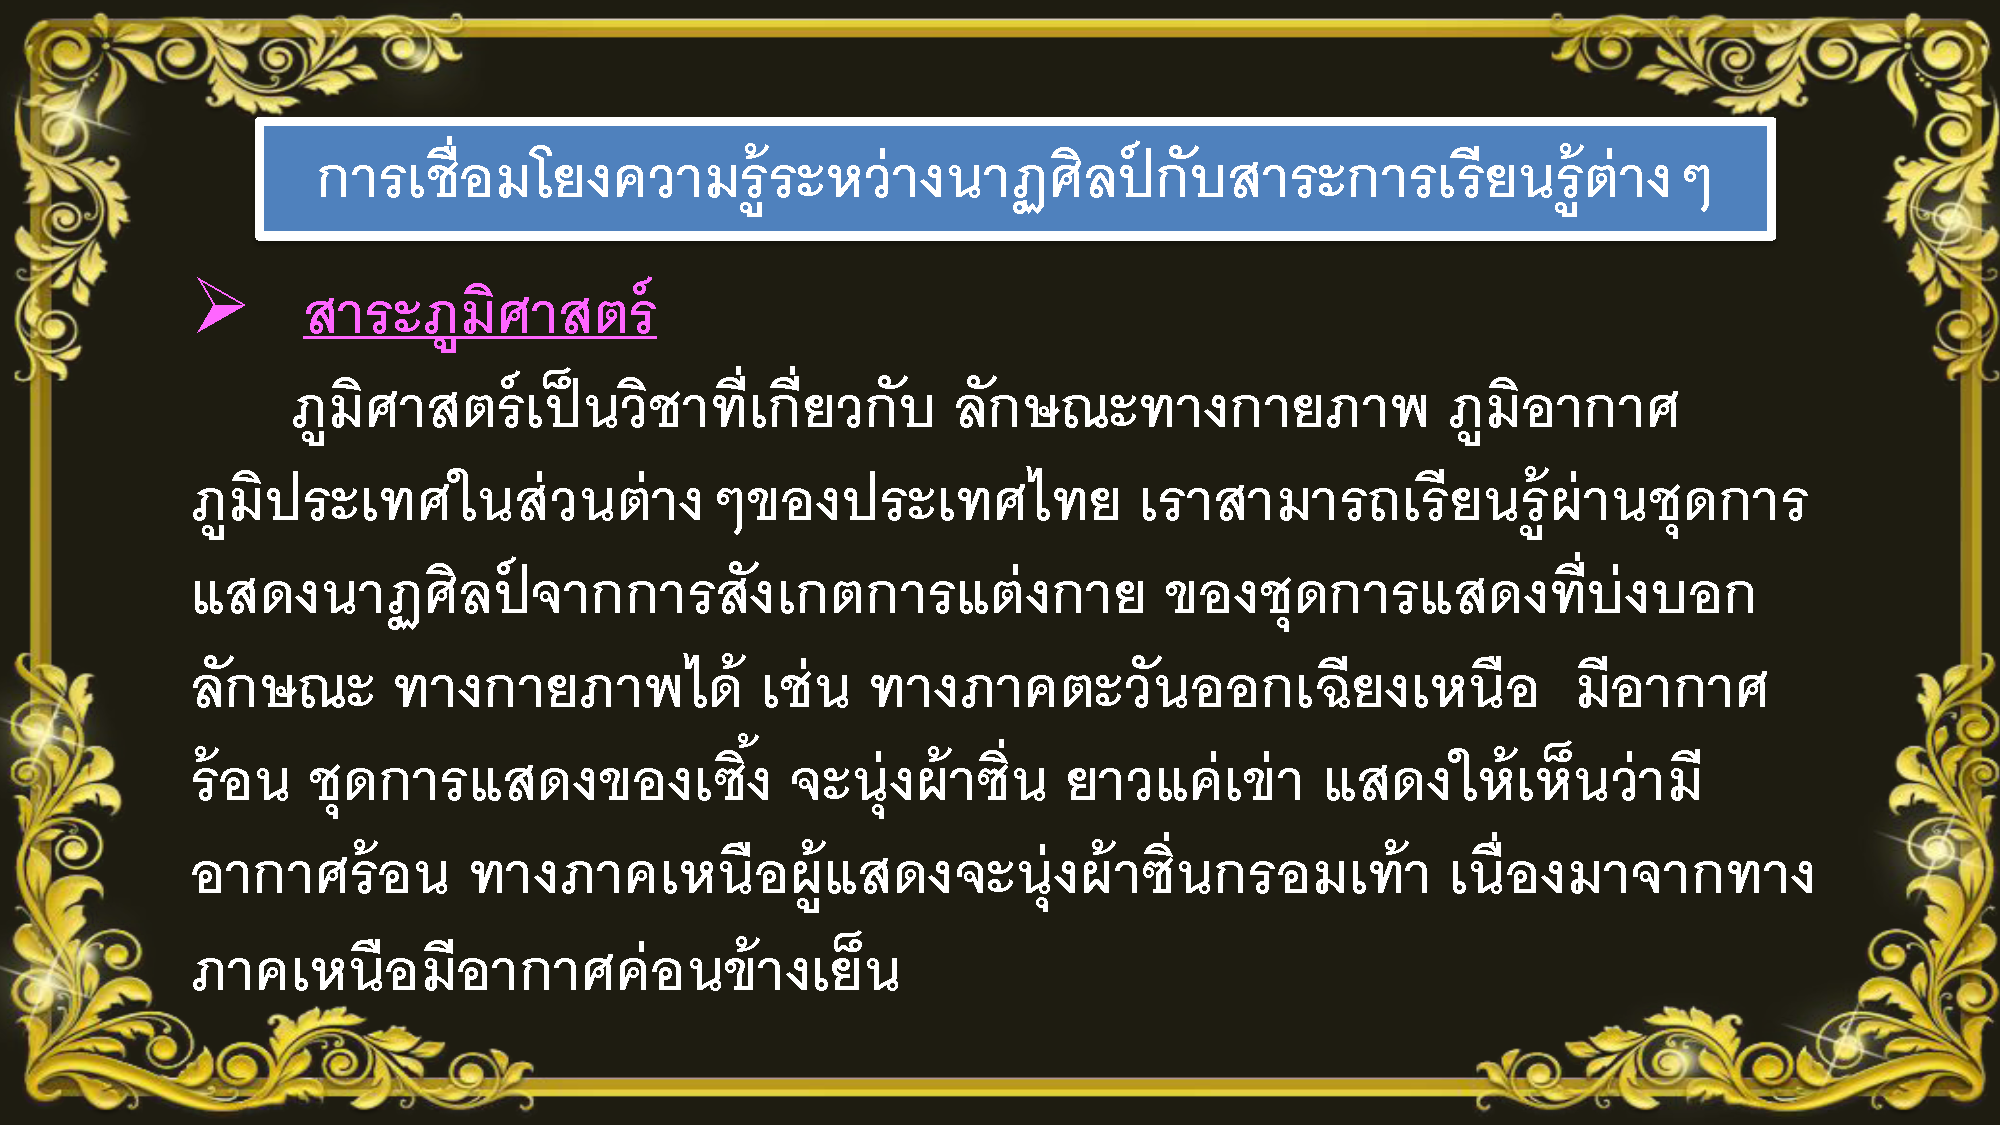 การเชื่อมโยงความรู้ระหว่างนาฏศิลป์กับสาระการเรียนรู้ต่าง ๆ
สาระภูมิศาสตร์
ภูมิศาสตร์เป็นวิชาที่เกี่ยวกับ ลักษณะทางกายภาพ ภูมิอากาศ
ภูมิประเทศในส่วนต่าง ๆของประเทศไทย เราสามารถเรียนรู้ผ่านชุดการ
แสดงนาฏศิลป์จากการสังเกตการแต่งกาย ของชุดการแสดงที่บ่งบอก
ลักษณะ ทางกายภาพได้ เช่น ทางภาคตะวันออกเฉียงเหนือ มีอากาศ
ร้อน ชุดการแสดงของเซิ้ง จะนุ่งผ้าซิ่น ยาวแค่เข่า แสดงให้เห็นว่ามี
อากาศร้อน ทางภาคเหนือผู้แสดงจะนุ่งผ้าซิ่นกรอมเท้า เนื่องมาจากทาง
ภาคเหนือมีอากาศค่อนข้างเย็น